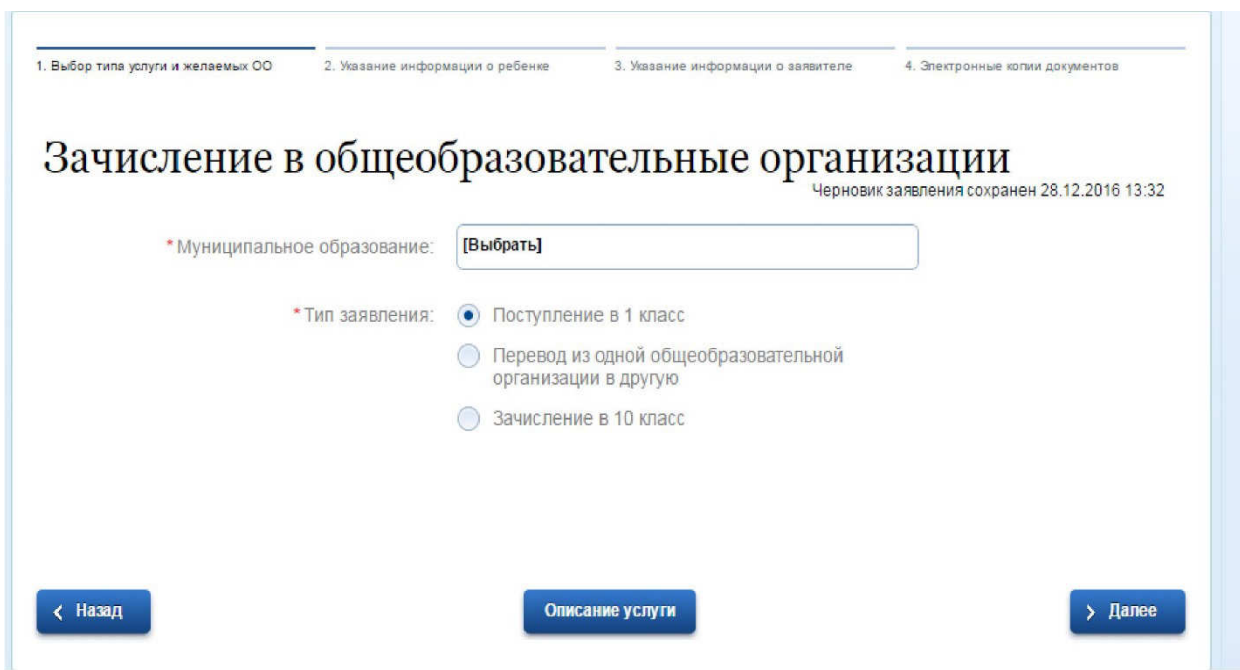 1. Выбор типа услуги и желаемых ОО
2. Указание информации о ребенке
3. Указание информации о заявителе
4. Электронные копии документов
Зачисление в общеобразовательные организации
Черновик заявления сохранен 28.12.2016 13:32
*Муниципальное образование:
[Выбрать]
*Тип заявления:
Поступление в 1 класс
Перевод из одной общеобразовательной
организации в другую
Зачисление в 10 класс
< Назад
Описание услуги
> Далее